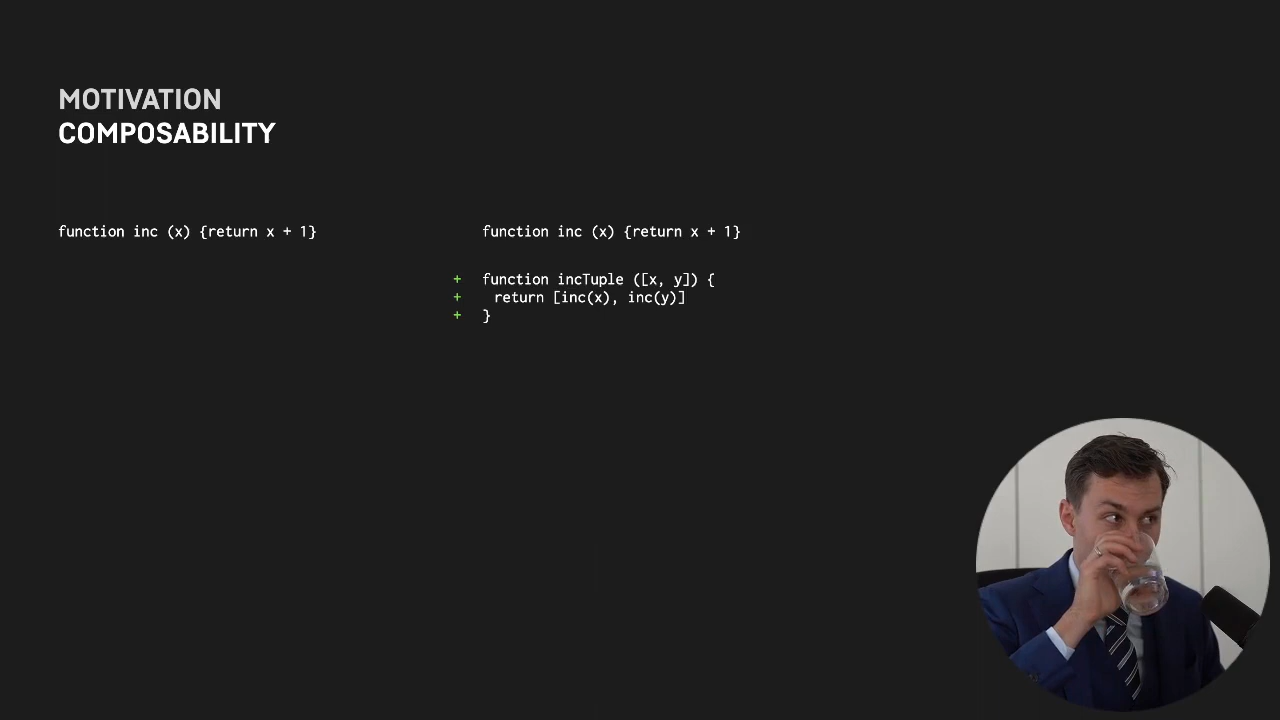 MOTIVATION
COMPOSABILITY
function inc (x) {return x + 1}
function inc (x) {return x + 1}
+ function incTuple ([x, y]) {
+ return [inc(x), inc(y)]
+ }